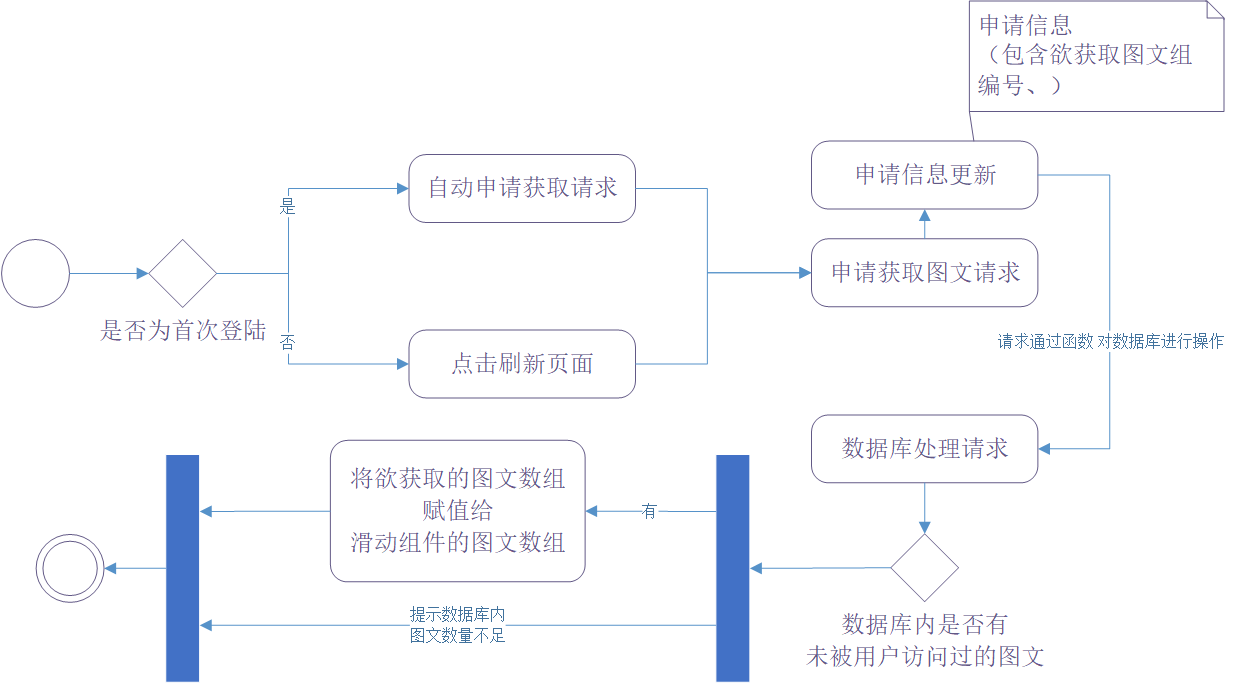 申请信息
（包含欲获取图文组
编号、）
自动申请获取请求
申请信息更新
是
申请获取图文请求
是否为首次登陆
否
点击刷新页面
请求通过函数 对数据库进行操作
数据库处理请求
将欲获取的图文数组
赋值给
滑动组件的图文数组
有
提示数据库内
图文数量不足
数据库内是否有
未被用户访问过的图文